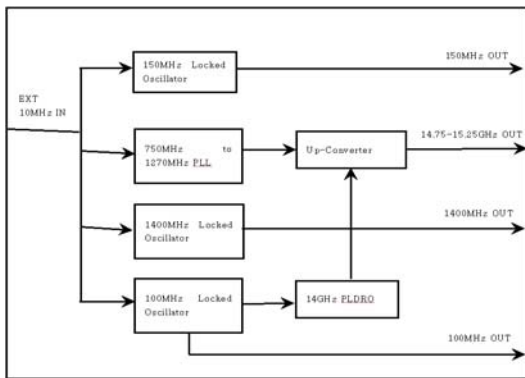 150MHz Locked
Oscillator
150MHz OUT
EXT
10MHz IN
750MHz to
1270MHz PLL
Up-Converter
14.75-15.25GHz OUT
1400MHz Locked
Oscillator
1400MHz OUT
100MHz Locked
Oscillator
14GHz PLDRO
100MHz OUT